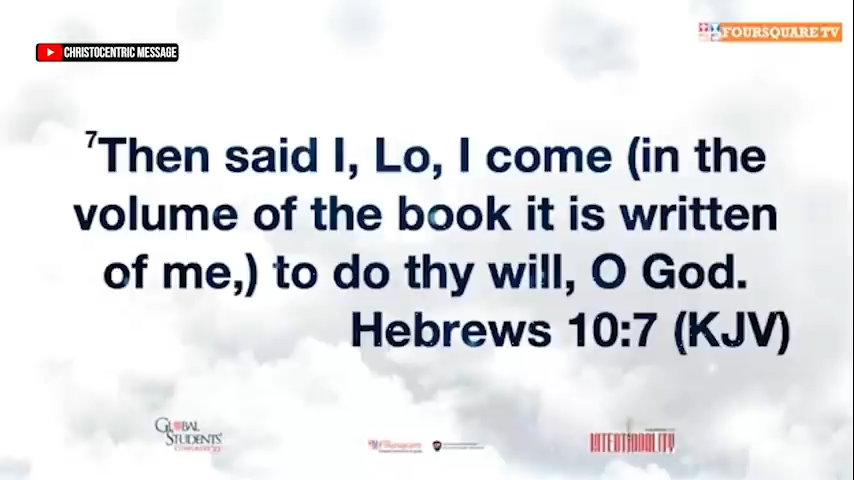 CHRISTOCENTRIC MESSAGE
FOURSQUARE TV
7Then said I, Lo, I come (in the
volume of the book it is written
of me,) to do thy will, O God.
Hebrews 10:7 (KJV)
GLOBAL
STUDENTS'
INTENTIONALITY